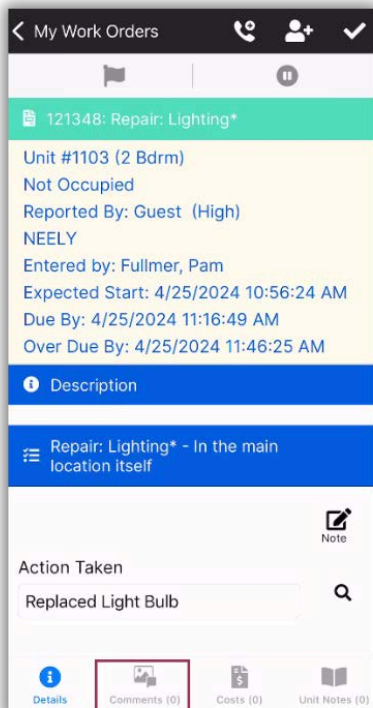 My Work Orders
121348: Repair: Lighting*
Unit #1103 (2 Bdrm)
Not Occupied
Reported By: Guest  (High)
NEELY
Entered by: Fullmer, Pam
Expected Start: 4/25/2024 10:56:24 AM
Due By: 4/25/2024 11:16:49 AM
Over Due By: 4/25/2024 11:46:25 AM
Description
Repair: Lighting* - In the main
location itself
Note
Action Taken
Replaced Light Bulb
Details Comments (0) Costs (0) Unit Notes (0)